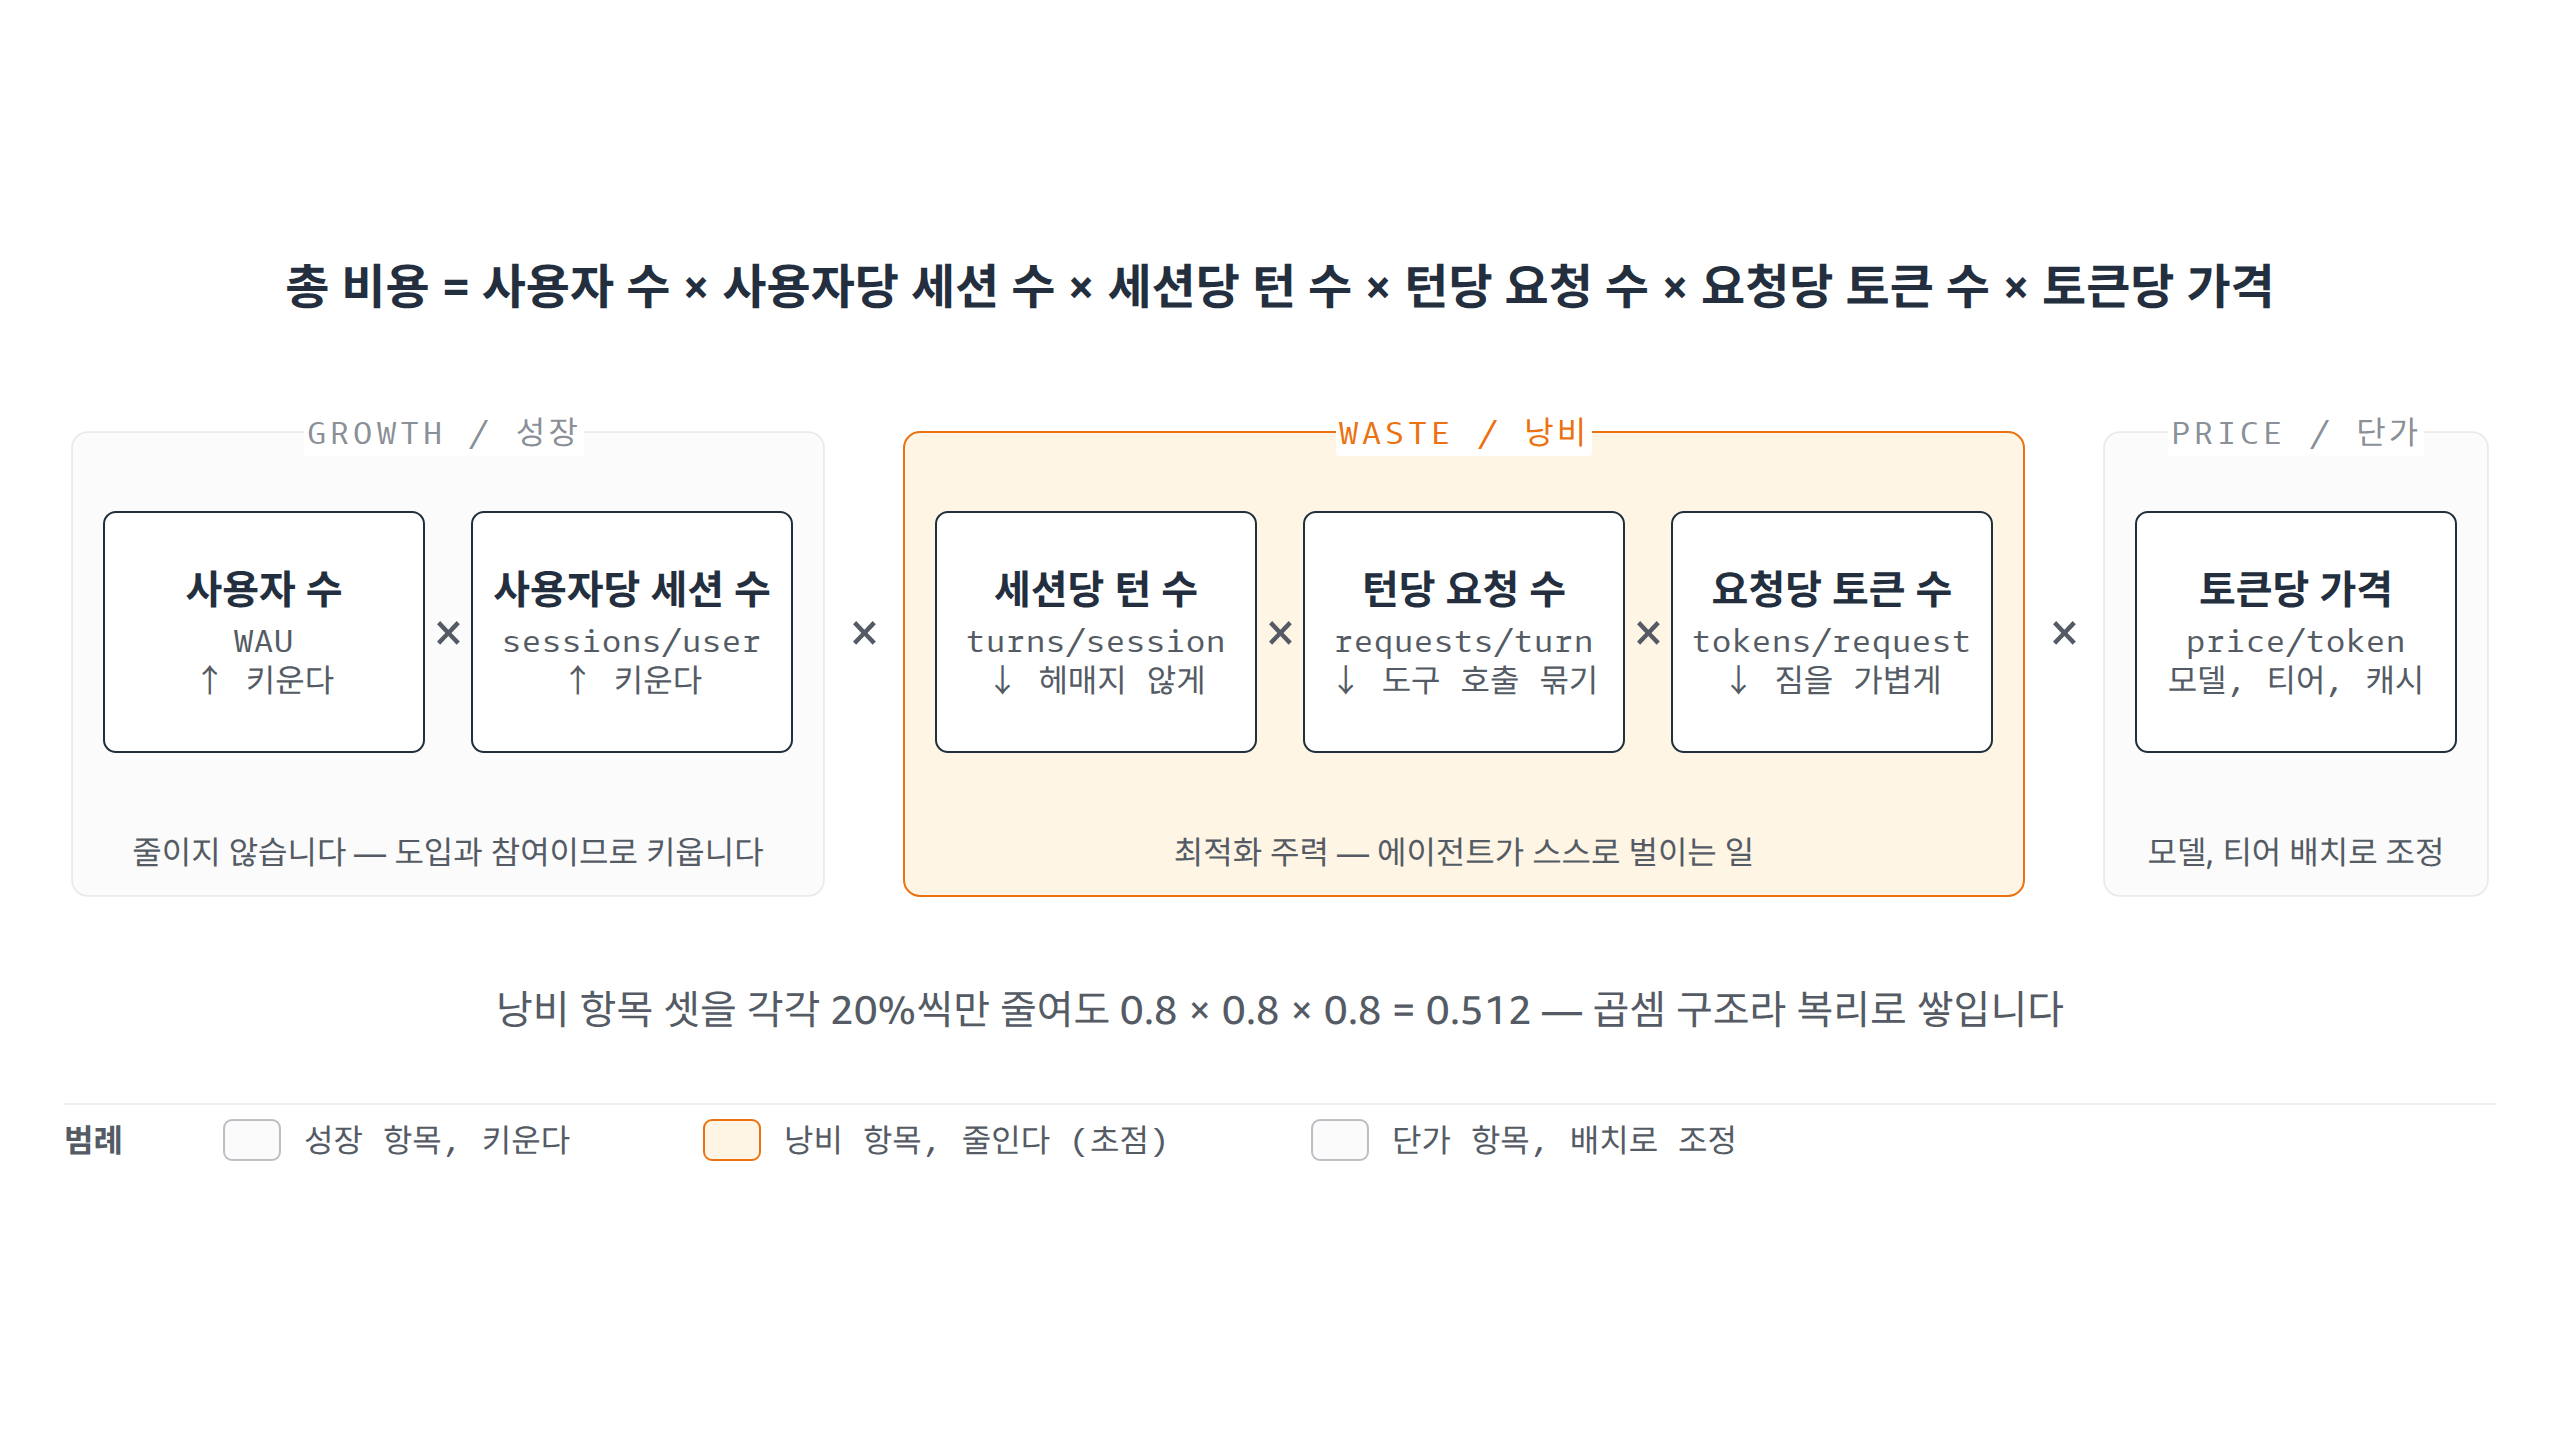 총 비용 = 사용자 수 × 사용자당 세션 수 × 세션당 턴 수 × 턴당 요청 수 × 요청당 토큰 수 × 토큰당 가격
GROWTH / 성장
사용자 수
WAU
↑ 키운다
×
사용자당 세션 수
sessions/user
↑ 키운다
줄이지 않습니다 — 도입과 참여이므로 키웁니다
×
WASTE / 낭비
세션당 턴 수
turns/session
↓ 헤매지 않게
×
턴당 요청 수
requests/turn
↓ 도구 호출 묶기
×
요청당 토큰 수
tokens/request
↓ 짐을 가볍게
최적화 주력 — 에이전트가 스스로 벌이는 일
×
PRICE / 단가
토큰당 가격
price/token
모델, 티어, 캐시
모델, 티어 배치로 조정
낭비 항목 셋을 각각 20%씩만 줄여도 0.8 × 0.8 × 0.8 = 0.512 — 곱셈 구조라 복리로 쌓입니다
범례
성장 항목, 키운다
낭비 항목, 줄인다 (초점)
단가 항목, 배치로 조정